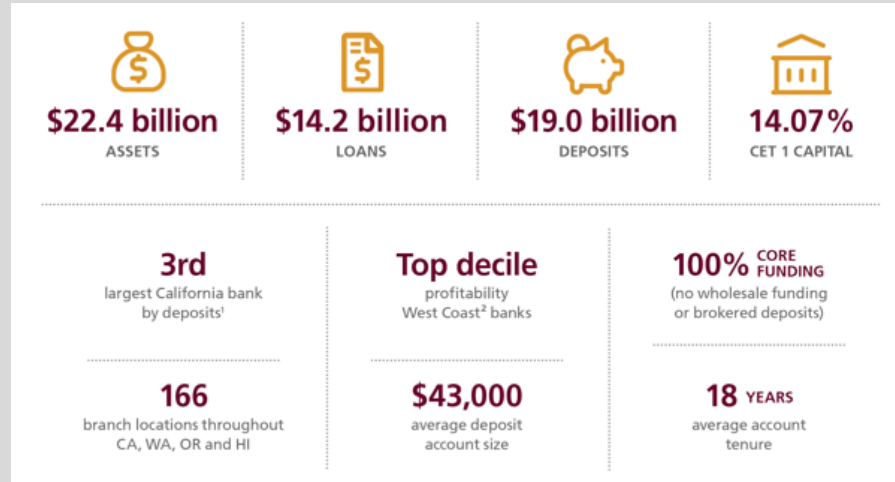 $22.4 billion
ASSETS
$14.2 billion
LOANS
$19.0 billion
DEPOSITS
14.07%
CET 1 CAPITAL
3rd
largest California bank
by deposits¹
Top decile
profitability
West Coast² banks
100% CORE FUNDING
(no wholesale funding
or brokered deposits)
166
branch locations throughout
CA, WA, OR and HI
$43,000
average deposit
account size
18 YEARS
average account
tenure